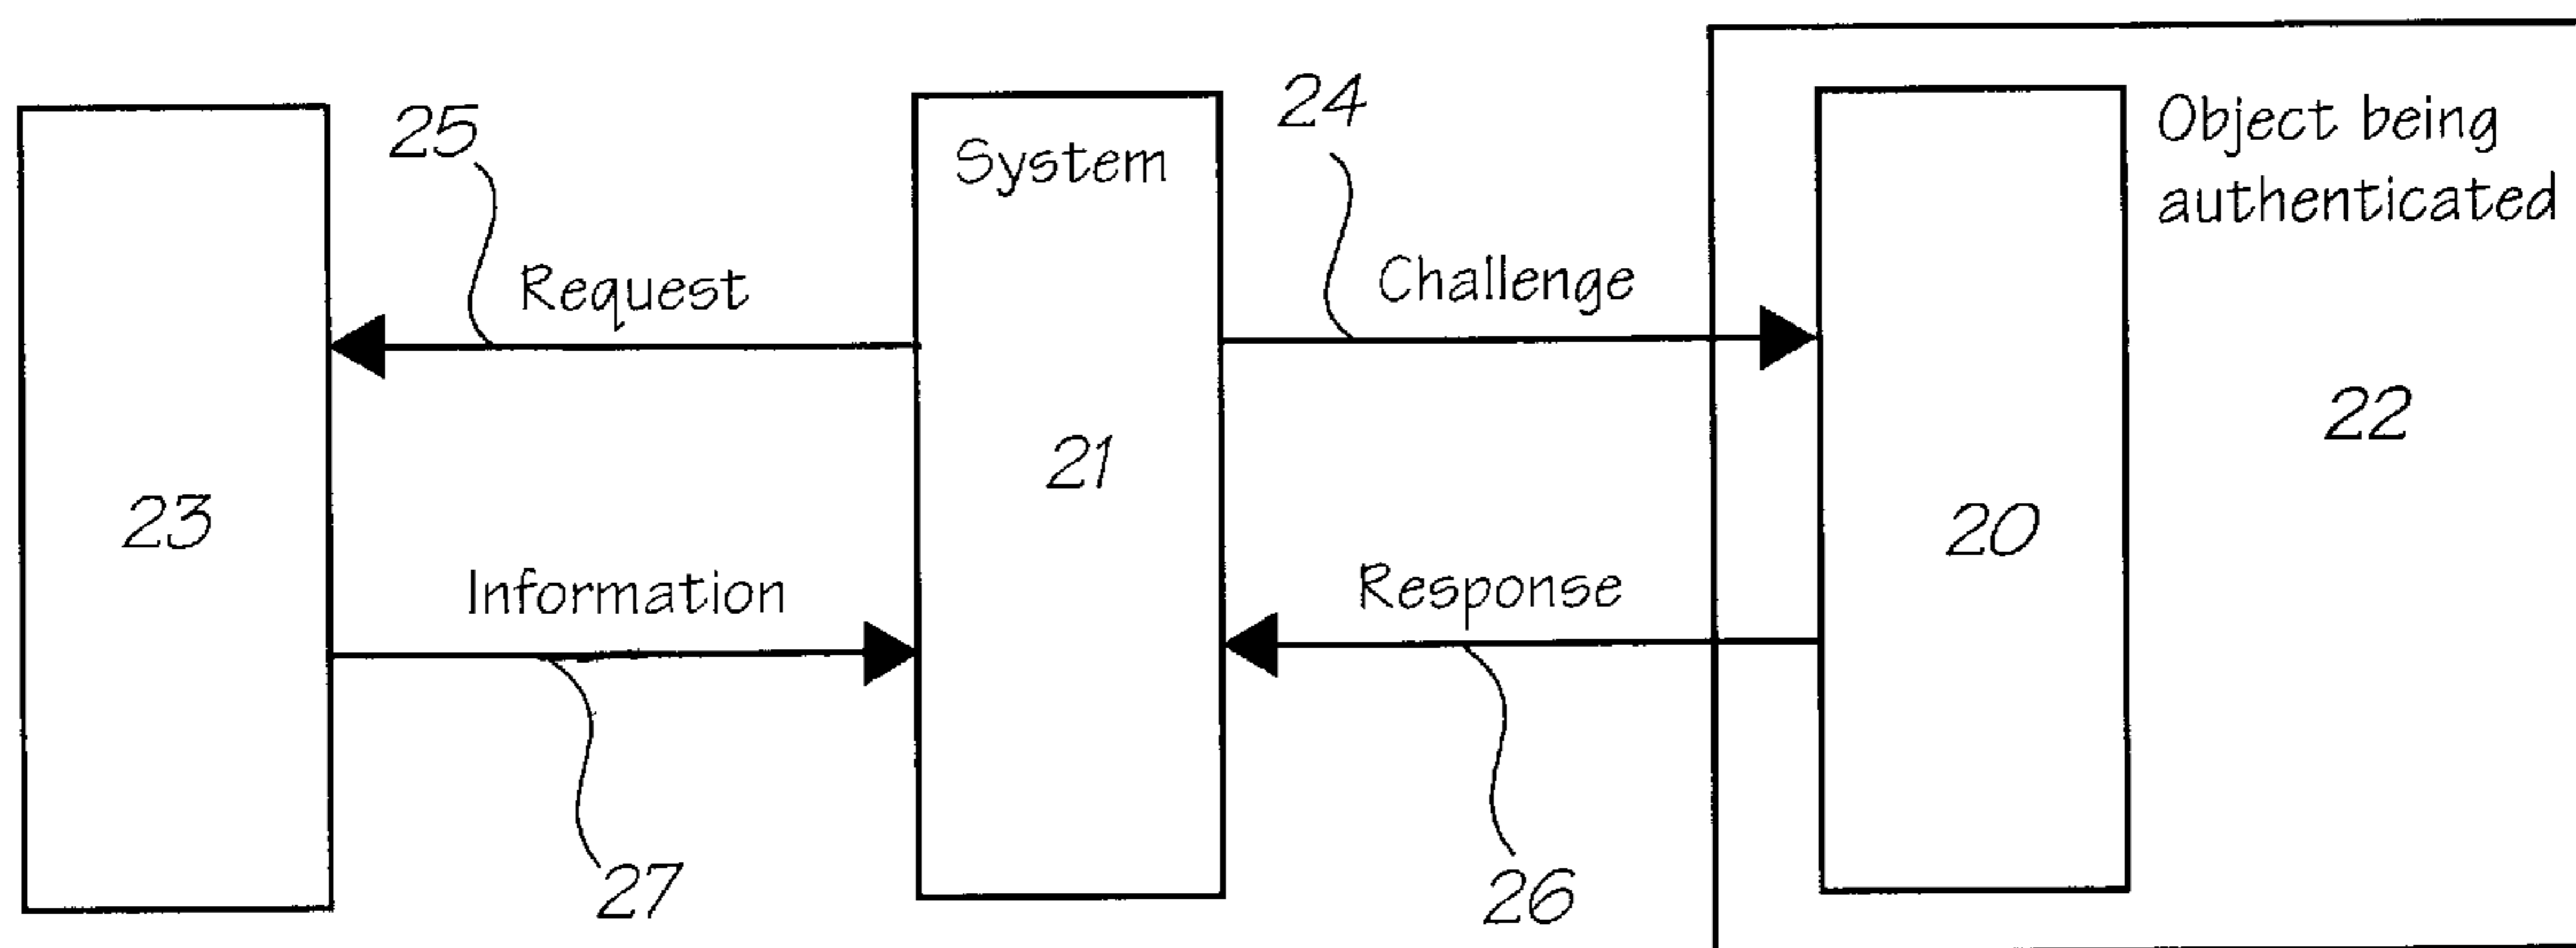 25
System
24
Object being
authenticated
Request
Challenge
22
21
23
20
Information
Response
27
26